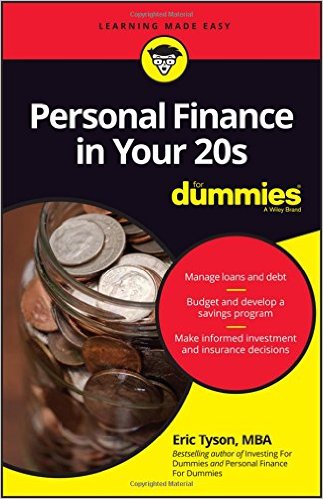 LEARNING MADE EASY
Personal Finance
in Your 20s
for
dummies®
A Wiley Brand
Manage loans and debt
Budget and develop a
savings program
Make informed investment
and insurance decisions
Eric Tyson, MBA
Bestselling author of Investing For
Dummies and Personal Finance
For Dummies